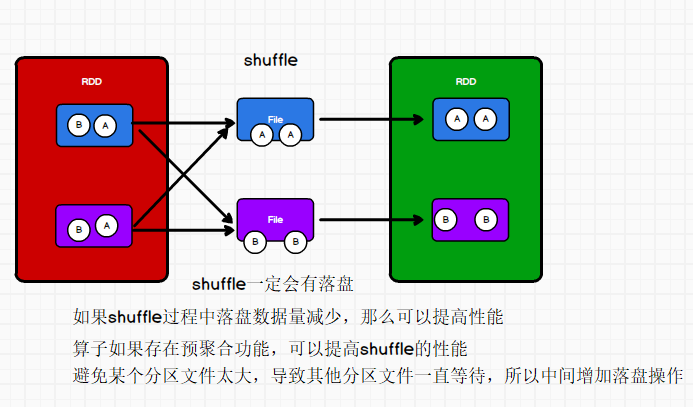 shuffle
RDD
RDD
B A
File
A A
A A
B A
File
B B
B B
shuffle一定会有落盘
如果shuffle过程中落盘数据量减少，那么可以提高性能
算子如果存在预聚合功能，可以提高shuffle的性能
避免某个分区文件太大，导致其他分区文件一直等待，所以中间增加落盘操作